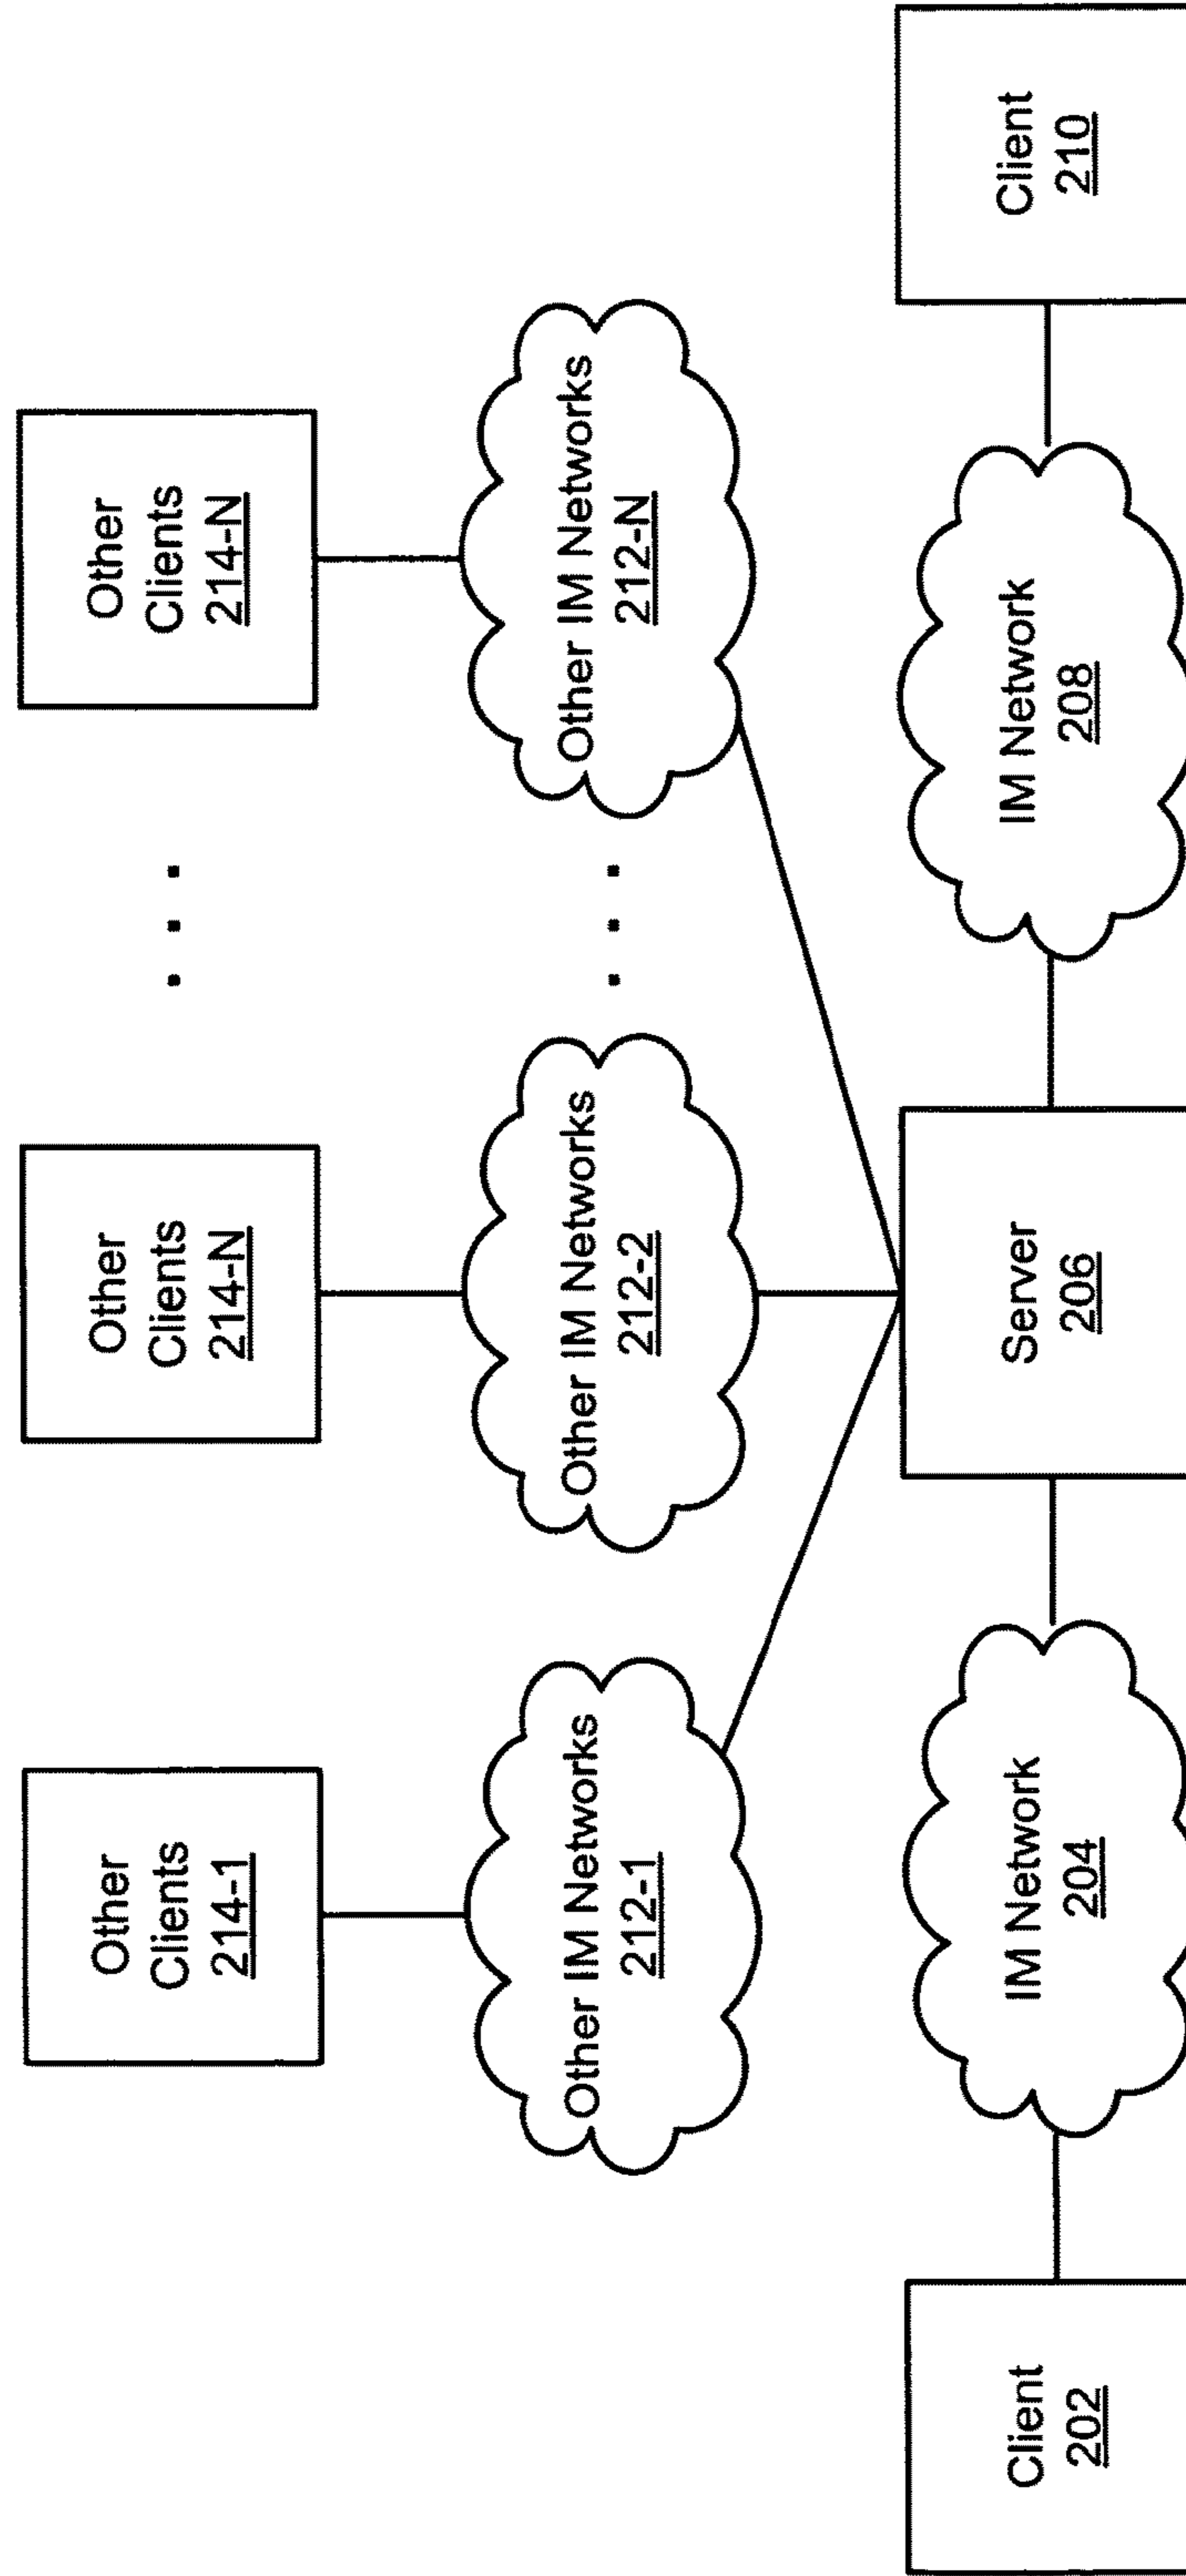 Other
Clients
214-1
Other
Clients
214-N
Other
Clients
214-N
. . .
Other IM Networks
212-1
Other IM Networks
212-2
Other IM Networks
212-N
. . .
Client
202
IM Network
204
Server
206
IM Network
208
Client
210